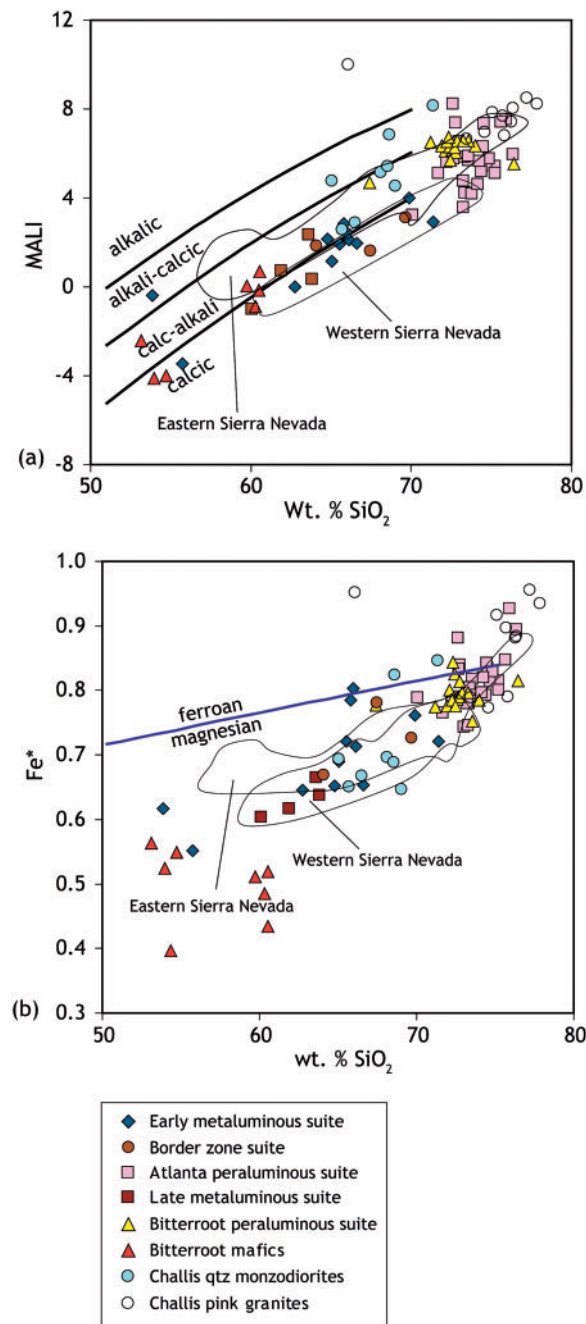 12
8
4
0
-4
-8
MALI
alkalic
alkali-calcic
calc-alkali
calcic
Western Sierra Nevada
Eastern Sierra Nevada
(a)
50
60
70
80
Wt. % SiO₂
1.0
0.9
0.8
0.7
0.6
0.5
0.4
0.3
Fe*
ferroan
magnesian
Western Sierra Nevada
Eastern Sierra Nevada
(b)
50
60
70
80
wt. % SiO₂
Early metaluminous suite
Border zone suite
Atlanta peraluminous suite
Late metaluminous suite
Bitterroot peraluminous suite
Bitterroot mafics
Challis qtz monzodiorites
Challis pink granites